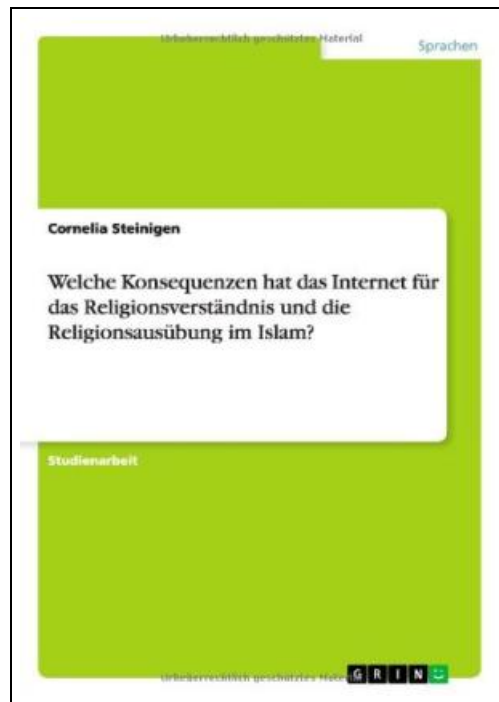 Urheberrechtlich geschütztes Material
Sprachen
Cornelia Steinigen
Welche Konsequenzen hat das Internet für
das Religionsverständnis und die
Religionsausübung im Islam?
Studienarbeit
Urheberrechtlich geschütztes Material
GRIN